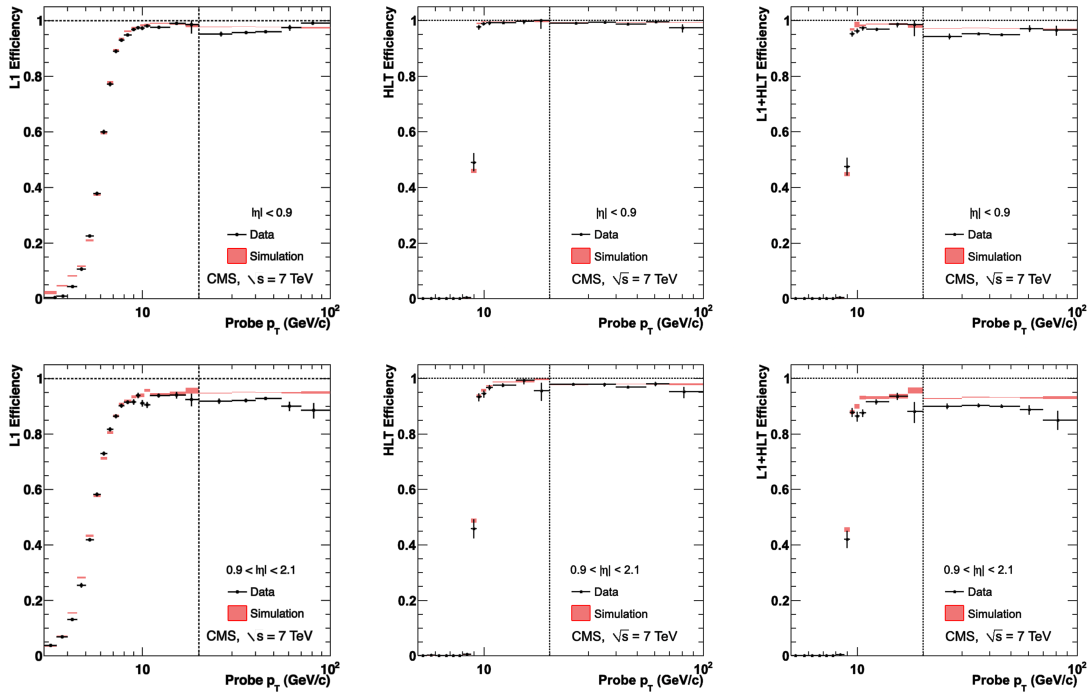 L1 Efficiency
1
0.8
0.6
0.4
0.2
0
|η| < 0.9
Data
Simulation
CMS, \ s = 7 TeV
10
10²
Probe p_T (GeV/c)
HLT Efficiency
1
0.8
0.6
0.4
0.2
0
|η| < 0.9
Data
Simulation
CMS, √s = 7 TeV
10
10²
Probe p_T (GeV/c)
L1+HLT Efficiency
1
0.8
0.6
0.4
0.2
0
|η| < 0.9
Data
Simulation
CMS, √s = 7 TeV
10
10²
Probe p_T (GeV/c)
L1 Efficiency
1
0.8
0.6
0.4
0.2
0
0.9 < |η| < 2.1
Data
Simulation
CMS, \ s = 7 TeV
10
10²
Probe p_T (GeV/c)
HLT Efficiency
1
0.8
0.6
0.4
0.2
0
0.9 < |η| < 2.1
Data
Simulation
CMS, √s = 7 TeV
10
10²
Probe p_T (GeV/c)
L1+HLT Efficiency
1
0.8
0.6
0.4
0.2
0
0.9 < |η| < 2.1
Data
Simulation
CMS, √s = 7 TeV
10
10²
Probe p_T (GeV/c)